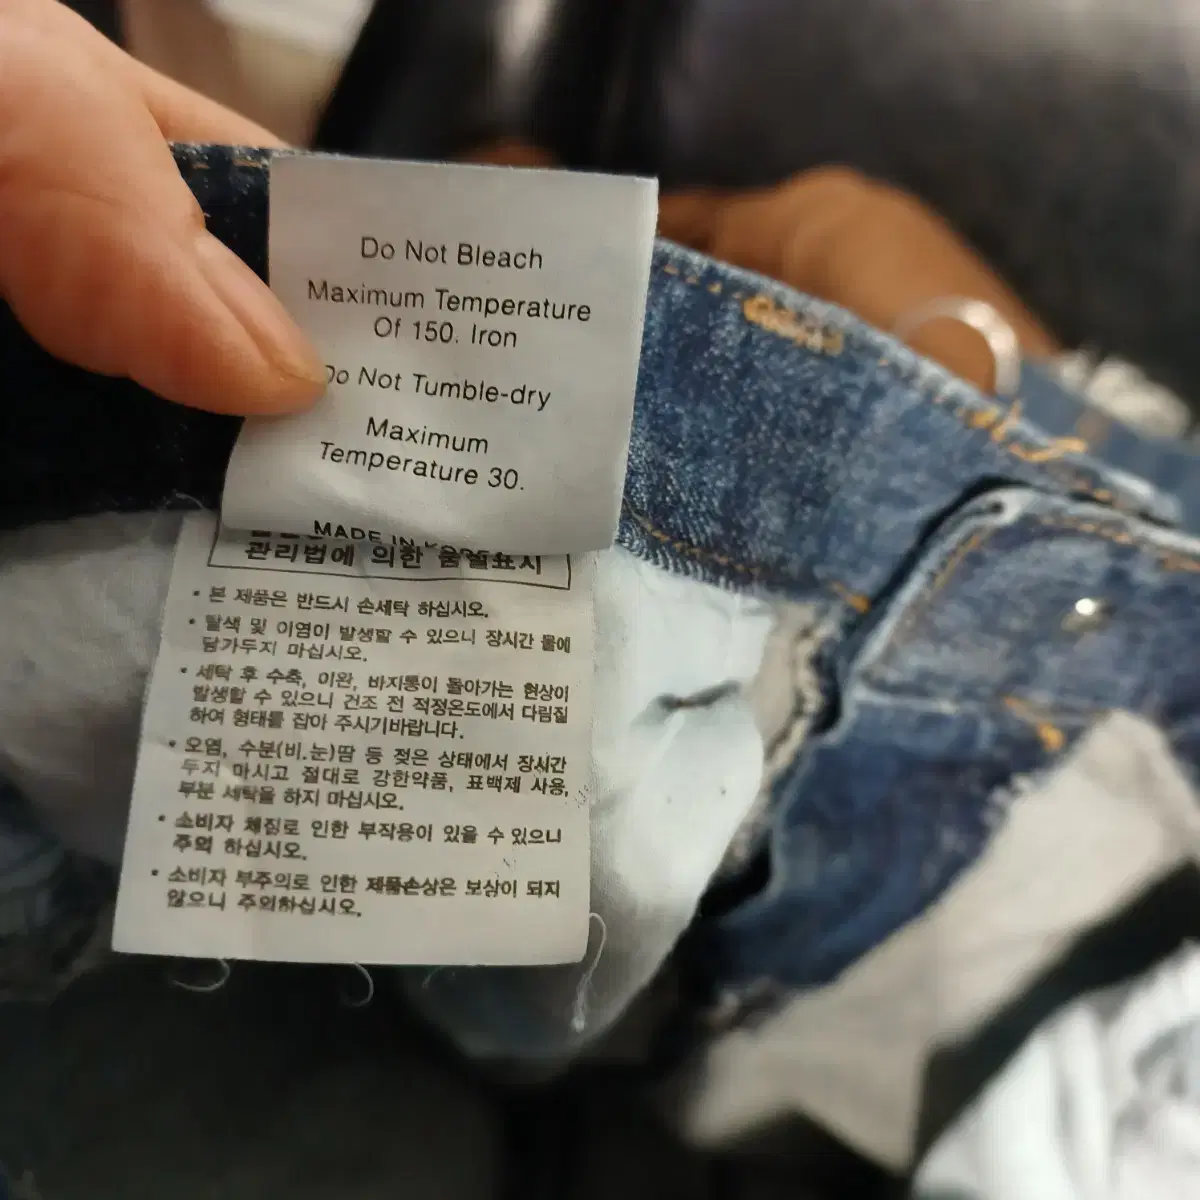 Do Not Bleach
Maximum Temperature
Of 150. Iron
Do Not Tumble-dry
Maximum
Temperature 30.
MADE IN
관리법에 의한 품질표시
• 본 제품은 반드시 손세탁 하십시오.
• 탈색 및 이염이 발생할 수 있으니 장시간 물에
담가두지 마십시오.
• 세탁 후 수축, 이완, 바지통이 돌아가는 현상이
발생할 수 있으니 건조 전 적정온도에서 다림질
하여 형태를 잡아 주시기바랍니다.
• 오염, 수분(비.눈)땀 등 젖은 상태에서 장시간
두지 마시고 절대로 강한약품, 표백제 사용,
부분 세탁을 하지 마십시오.
• 소비자 체질로 인한 부작용이 있을 수 있으니
주의 하십시오.
• 소비자 부주의로 인한 제품손상은 보상이 되지
않으니 주의하십시오.